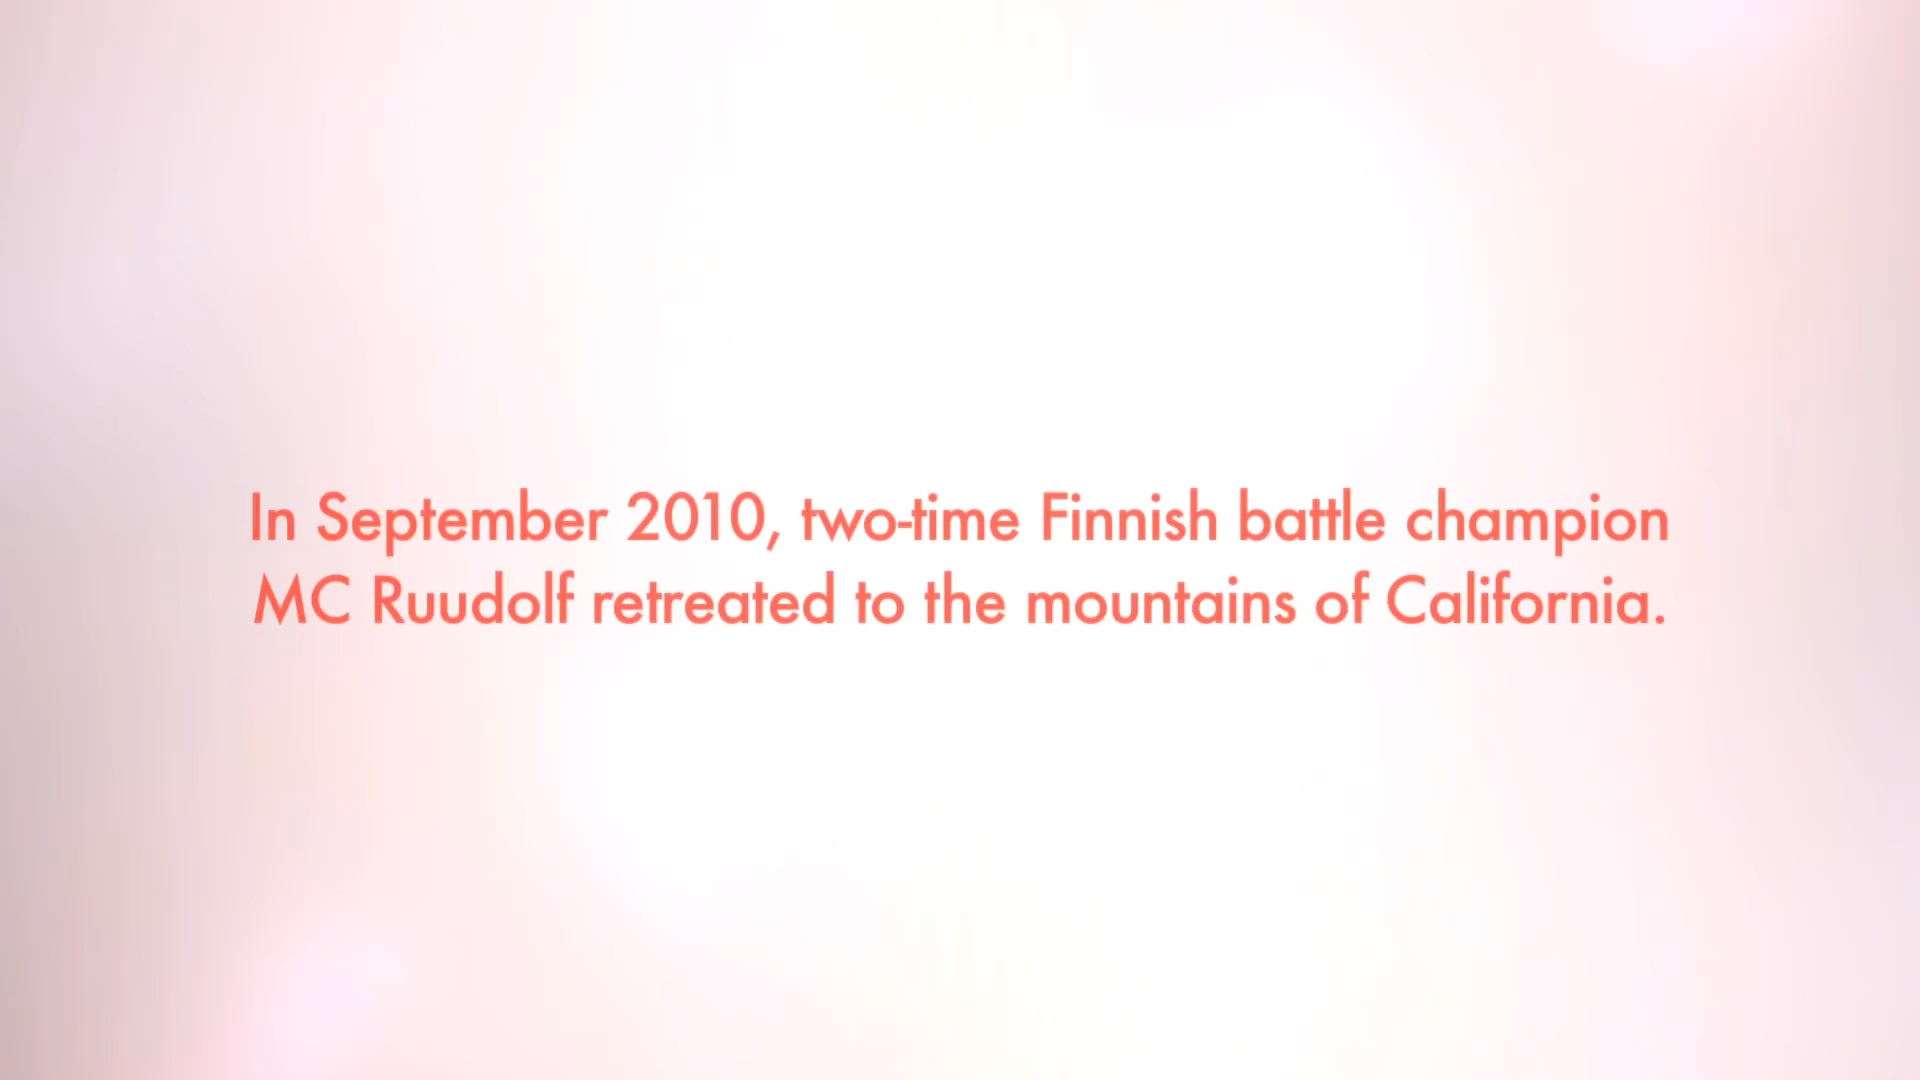 In September 2010, two-time Finnish battle champion
MC Ruudolf retreated to the mountains of California.